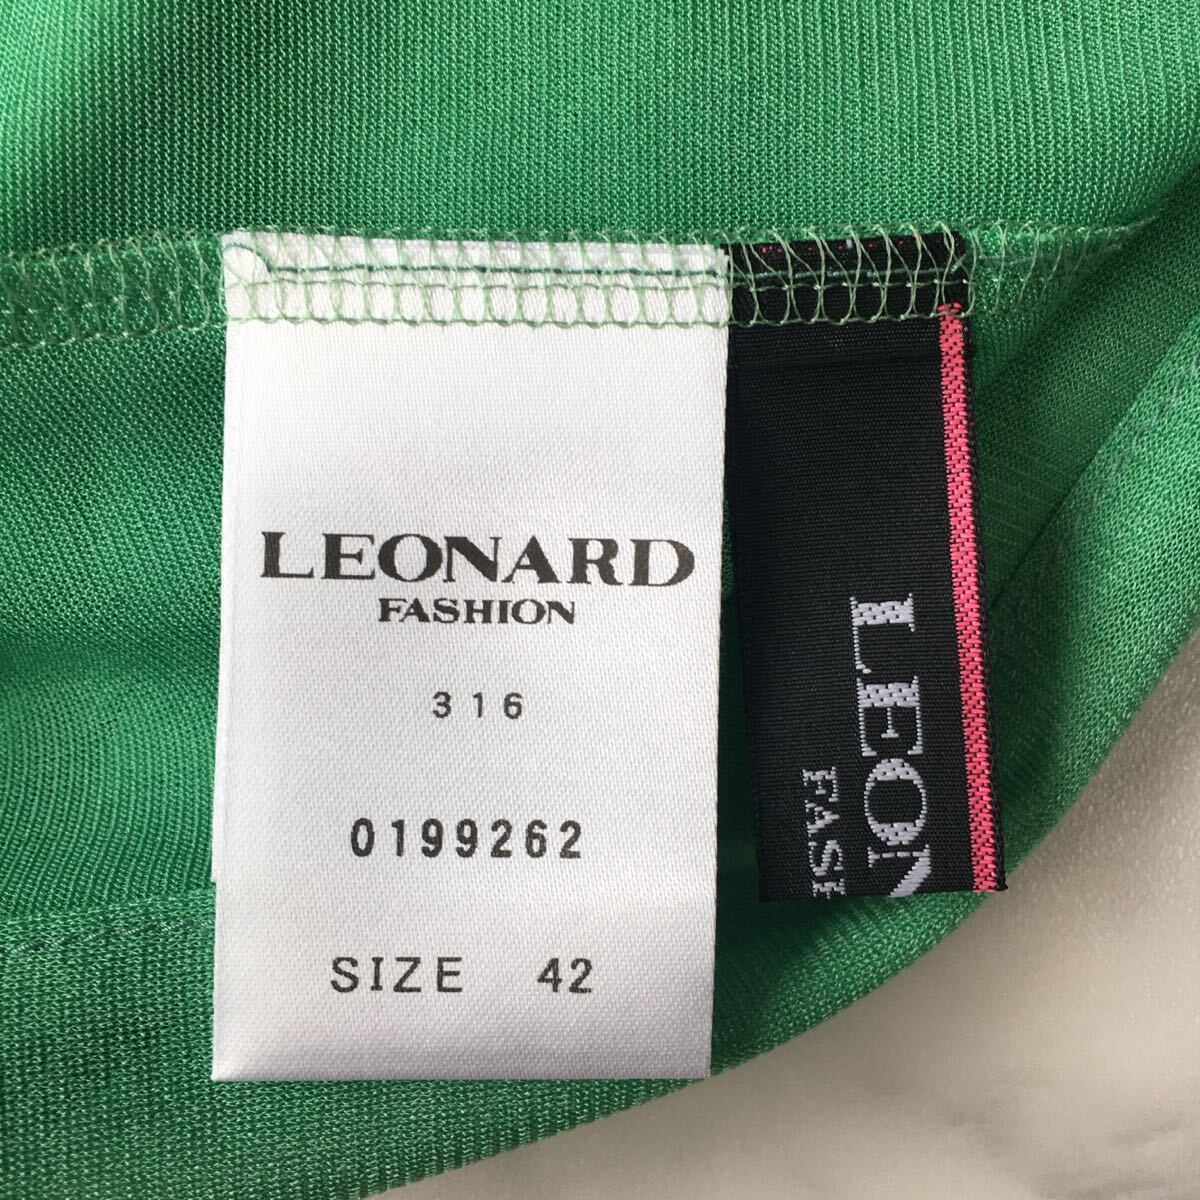 LEONARD
FASHION
316
0199262
SIZE 42
LEON
FASH